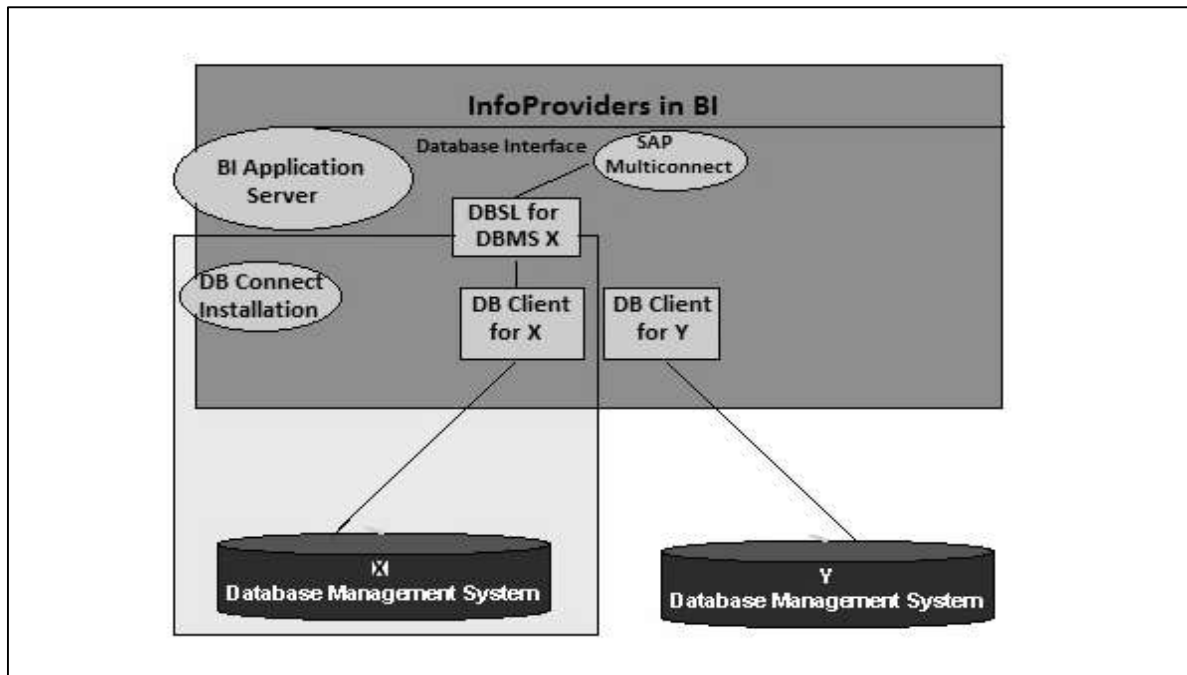 InfoProviders in BI
Database Interface
SAP
Multiconnect
BI Application
Server
DBSL for
DBMS X
DB Connect
Installation
DB Client
for X
DB Client
for Y
X
Database Management System
Y
Database Management System